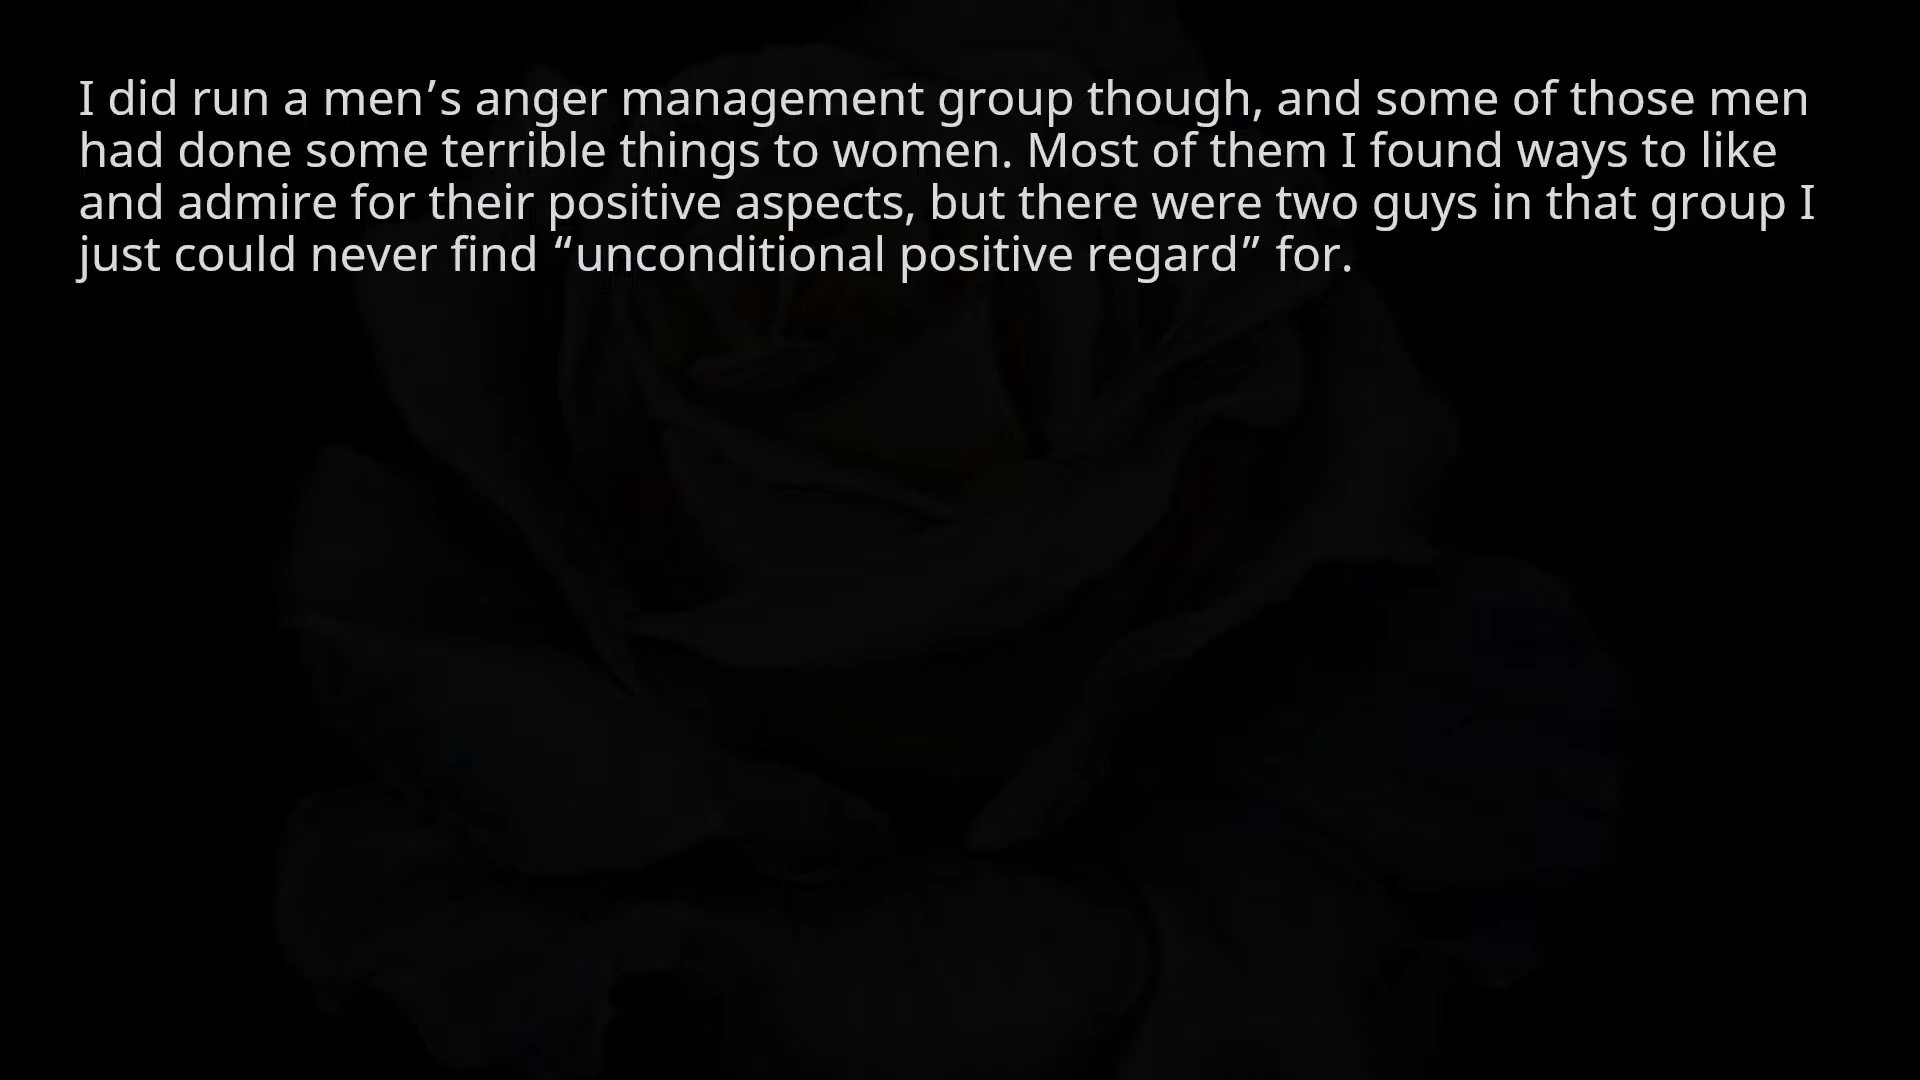 I did run a men’s anger management group though, and some of those men
had done some terrible things to women. Most of them I found ways to like
and admire for their positive aspects, but there were two guys in that group I
just could never find “unconditional positive regard” for.